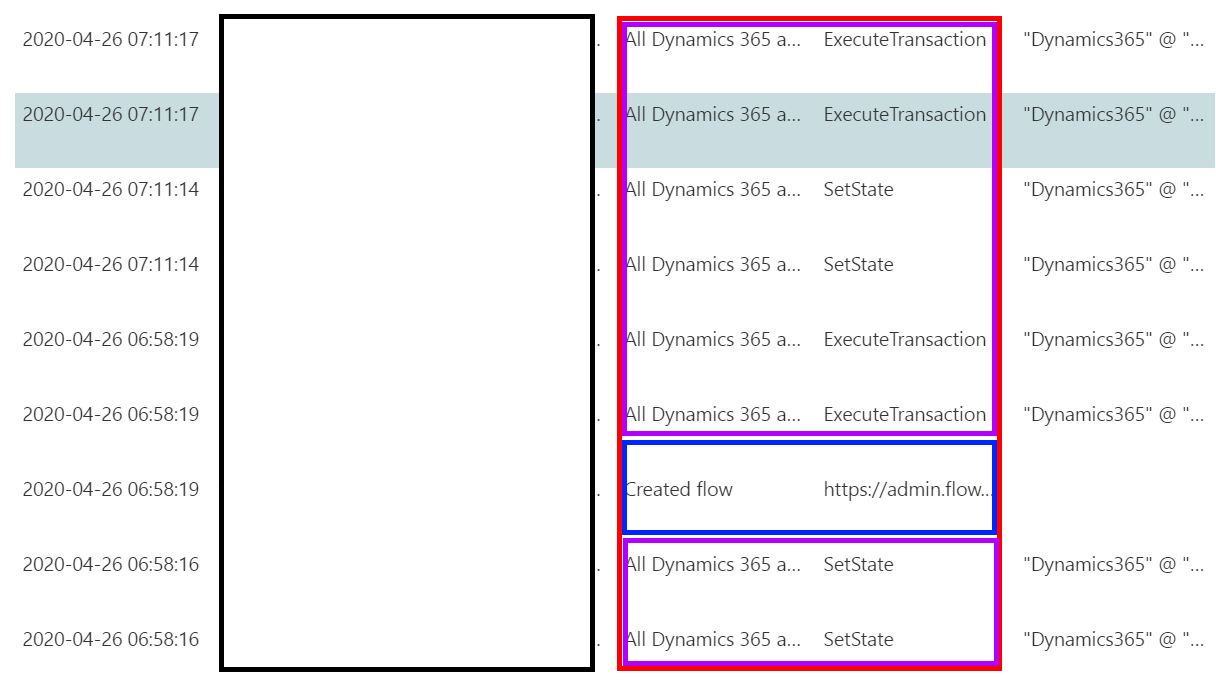 2020-04-26 07:11:17 . All Dynamics 365 a... ExecuteTransaction "Dynamics365" @ "...
2020-04-26 07:11:17 . All Dynamics 365 a... ExecuteTransaction "Dynamics365" @ "...
2020-04-26 07:11:14 . All Dynamics 365 a... SetState "Dynamics365" @ "...
2020-04-26 07:11:14 . All Dynamics 365 a... SetState "Dynamics365" @ "...
2020-04-26 06:58:19 . All Dynamics 365 a... ExecuteTransaction "Dynamics365" @ "...
2020-04-26 06:58:19 . All Dynamics 365 a... ExecuteTransaction "Dynamics365" @ "...
2020-04-26 06:58:19 . Created flow https://admin.flow...
2020-04-26 06:58:16 . All Dynamics 365 a... SetState "Dynamics365" @ "...
2020-04-26 06:58:16 . All Dynamics 365 a... SetState "Dynamics365" @ "...